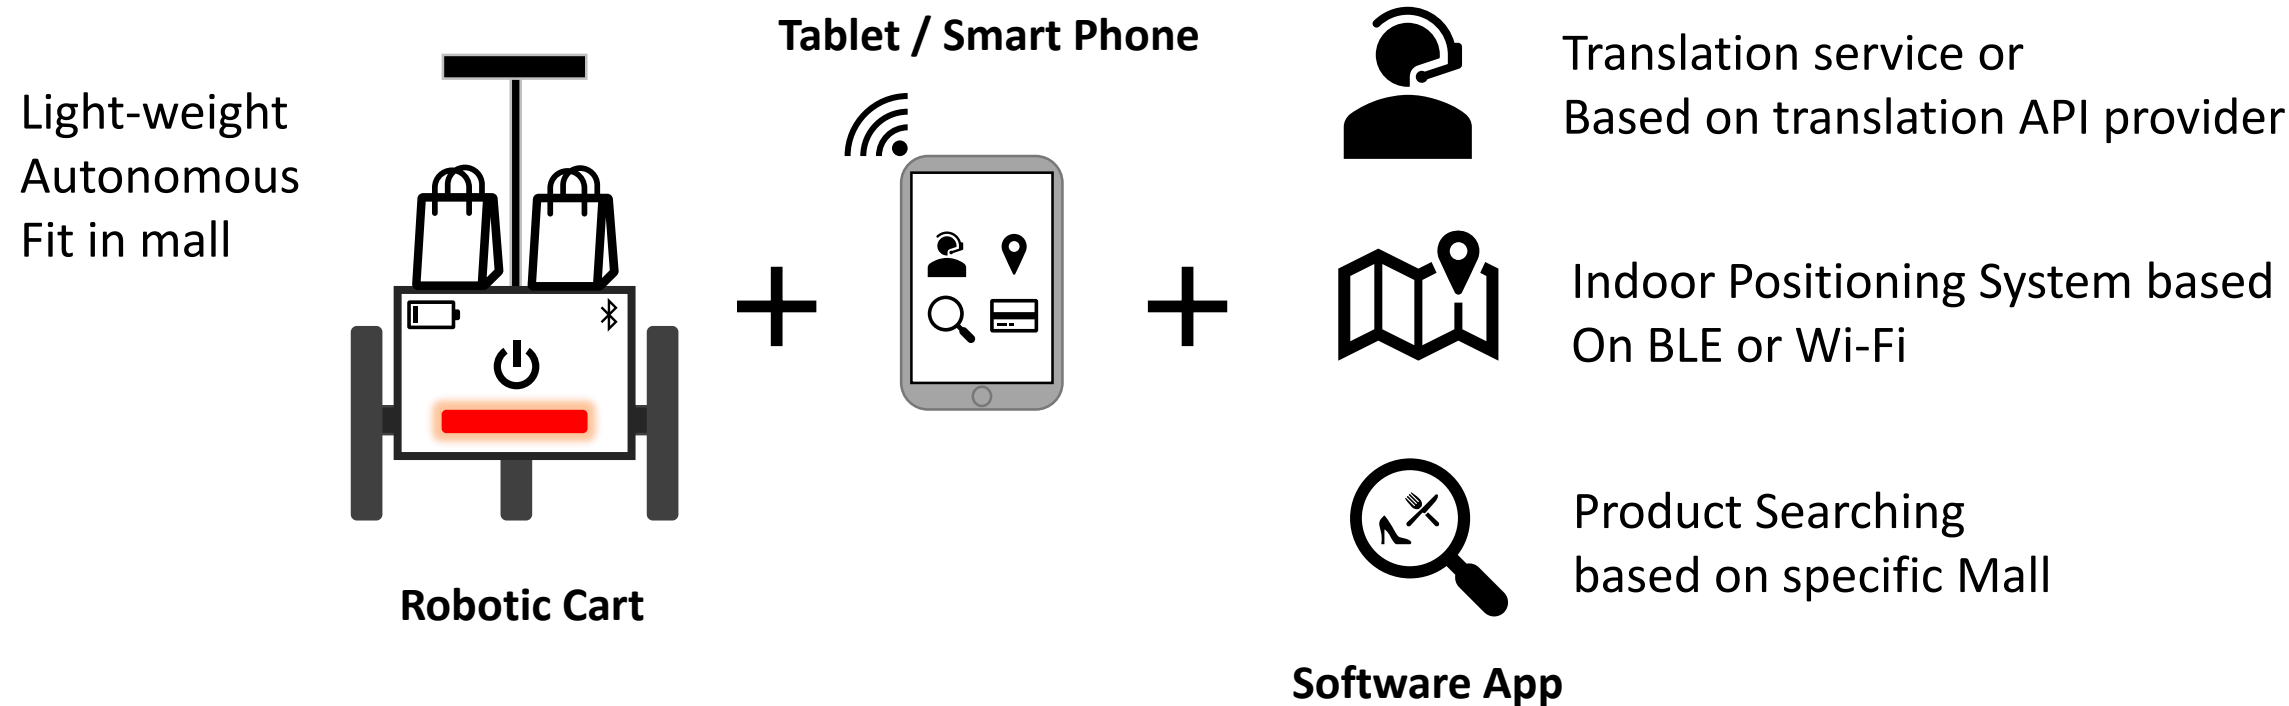 Tablet / Smart Phone
Light-weight
Autonomous
Fit in mall
Robotic Cart
Translation service or
Based on translation API provider
Indoor Positioning System based
On BLE or Wi-Fi
Product Searching
based on specific Mall
Software App